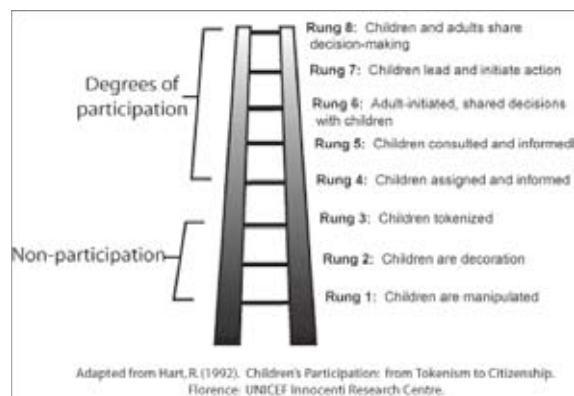 Rung 8: Children and adults share
decision-making
Degrees of
participation
Rung 7: Children lead and initiate action
Rung 6: Adult-initiated, shared decisions
with children
Rung 5: Children consulted and informedl
Rung 4: Children assigned and informed
Non-participation
Rung 3: Children tokenized
Rung 2: Children are decoration
Rung 1: Children are manipulated
Adapted from Hart, R. (1992). Children's Participation: from Tokenism to Citizenship.
Florence: UNICEF Innocenti Research Centre.